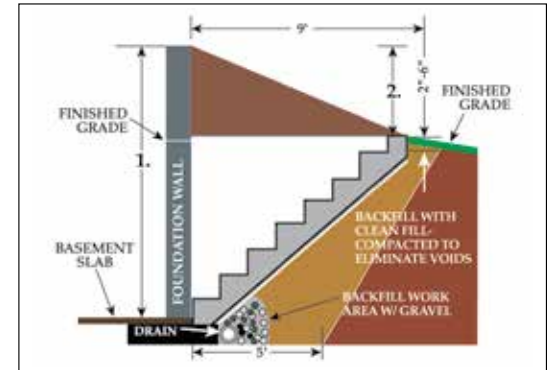 9'
2.
2"-6"
FINISHED
GRADE
FINISHED
GRADE
1.
FOUNDATION WALL
BACKFILL WITH
CLEAN FILL-
COMPACTED TO
ELIMINATE VOIDS
BASEMENT
SLAB
BACKFILL WORK
AREA W/ GRAVEL
DRAIN
5'